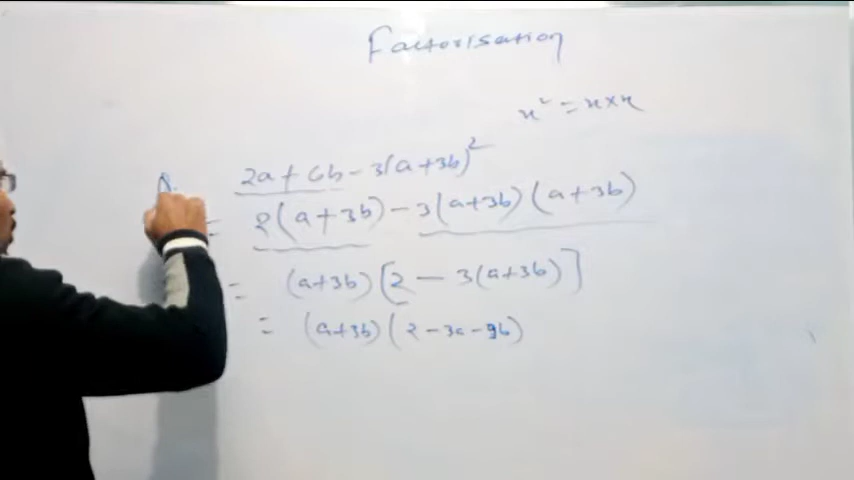 Factorisation
x² = x×x
2a + 6b - 3(a+3b)²
= 2(a+3b) - 3(a+3b)(a+3b)
= (a+3b)[2 - 3(a+3b)]
= (a+3b)(2 - 3a - 9b)